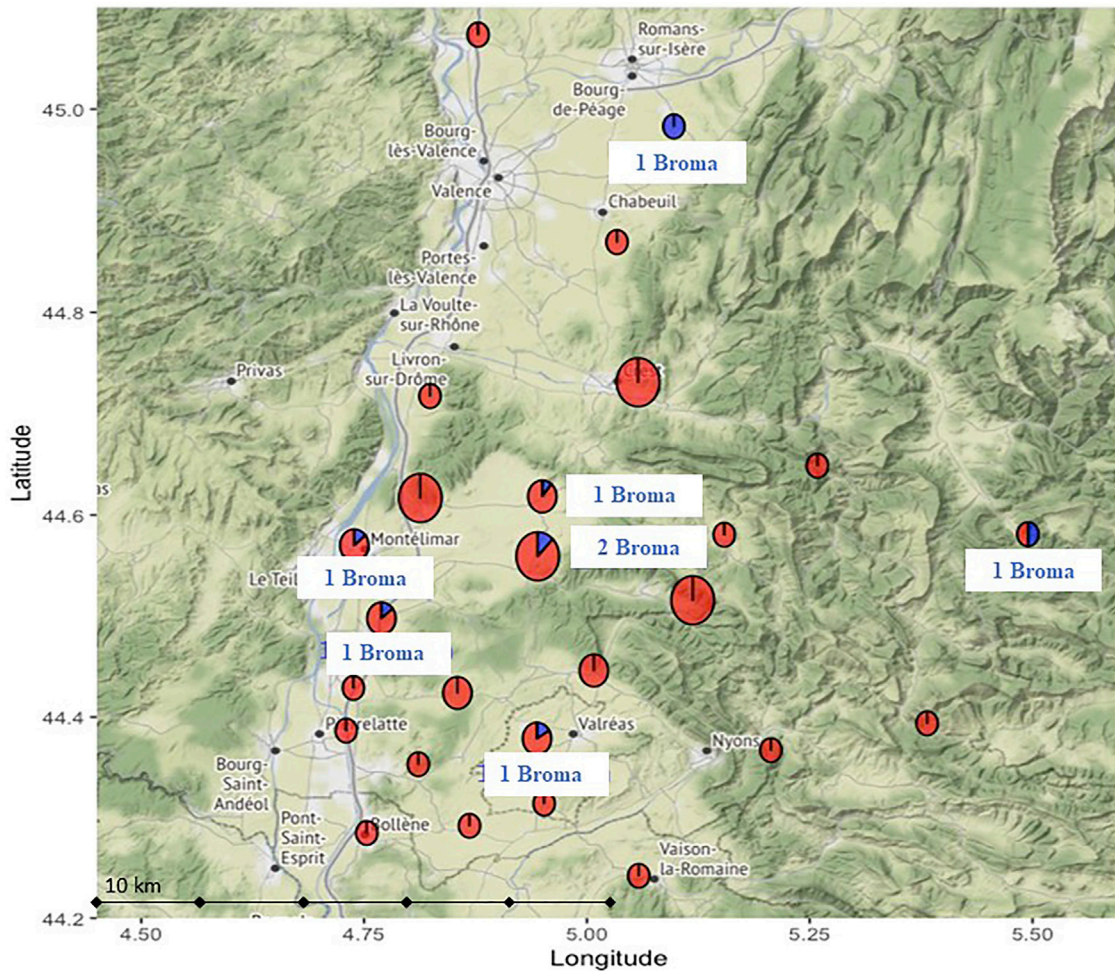 Romans-
sur-Isère
45.0
Bourg-
de-Péage
Bourg-
lès-Valence
1 Broma
Valence
Chabeuil
Portes-
lès-Valence
44.8
La Voulte-
sur-Rhône
Privas
Livron-
sur-Drôme
Latitude
as
1 Broma
44.6
Montélimar
2 Broma
Le Teil
1 Broma
1 Broma
1 Broma
44.4
Valréas
Nyons
Bourg-
Saint-
Andéol
1 Broma
Pont-
Saint-
Esprit
Bollène
Vaison-
la-Romaine
10 km
44.2
4.50
4.75
5.00
5.25
5.50
Longitude